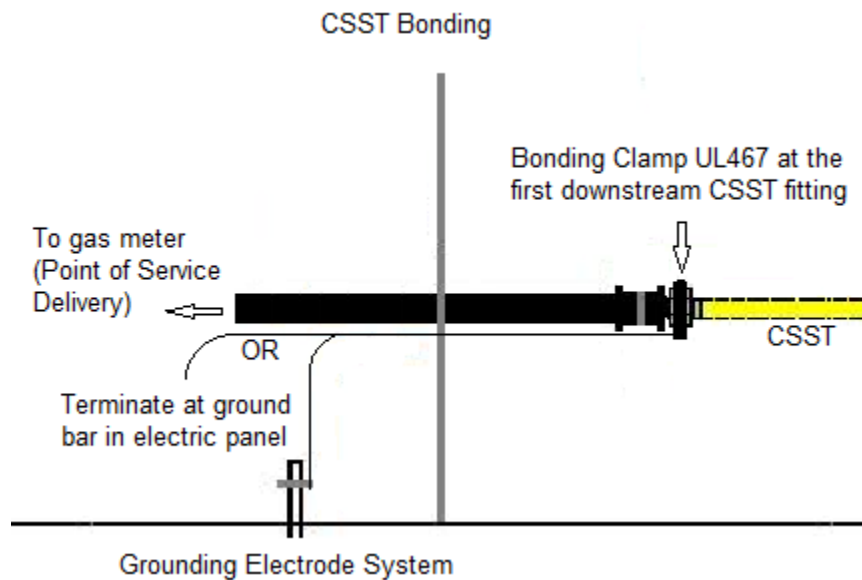 CSST Bonding
Bonding Clamp UL467 at the
first downstream CSST fitting
To gas meter
(Point of Service
Delivery)
OR
CSST
Terminate at ground
bar in electric panel
Grounding Electrode System